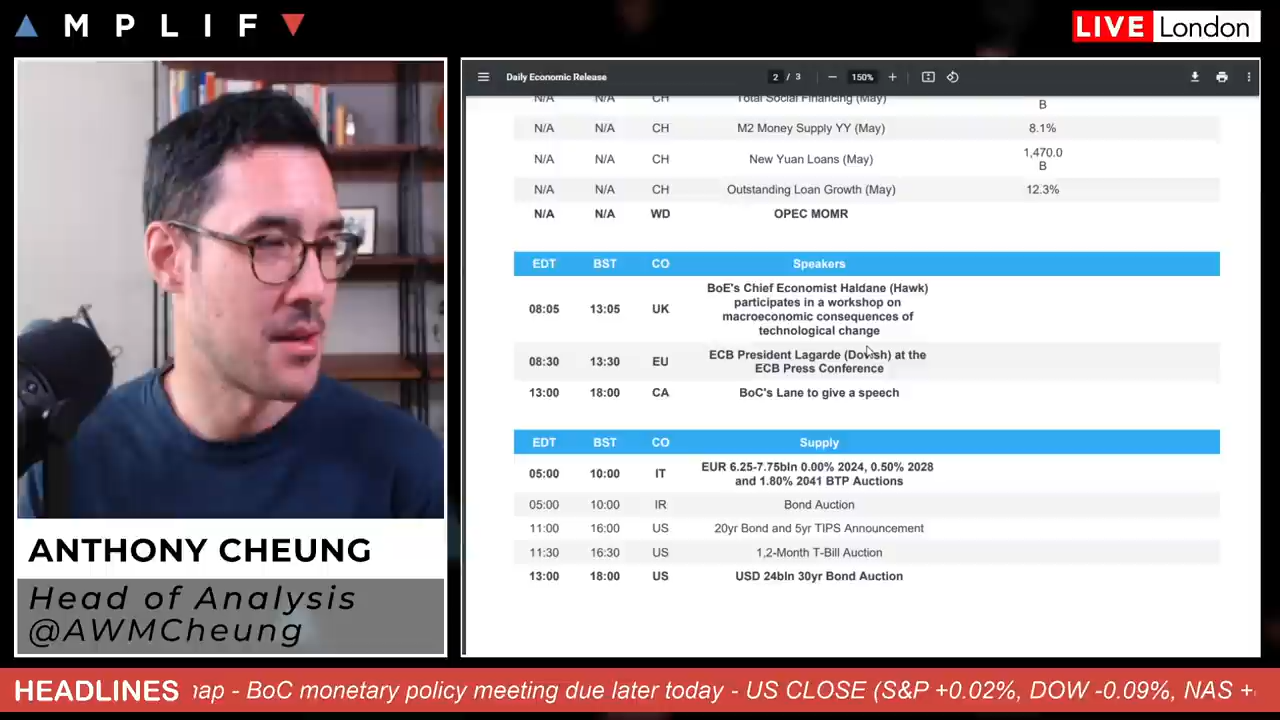 AMPLIFY
LIVE London
Daily Economic Release
2 / 3
150%
N/A N/A CH Total Social Financing (May) B
N/A N/A CH M2 Money Supply YY (May) 8.1%
N/A N/A CH New Yuan Loans (May) 1,470.0
B
N/A N/A CH Outstanding Loan Growth (May) 12.3%
N/A N/A WD OPEC MOMR
EDT BST CO Speakers
08:05 13:05 UK BoE's Chief Economist Haldane (Hawk)
participates in a workshop on
macroeconomic consequences of
technological change
08:30 13:30 EU ECB President Lagarde (Dovish) at the
ECB Press Conference
13:00 18:00 CA BoC's Lane to give a speech
EDT BST CO Supply
05:00 10:00 IT EUR 6.25-7.75bln 0.00% 2024, 0.50% 2028
and 1.80% 2041 BTP Auctions
05:00 10:00 IR Bond Auction
11:00 16:00 US 20yr Bond and 5yr TIPS Announcement
11:30 16:30 US 1,2-Month T-Bill Auction
13:00 18:00 US USD 24bln 30yr Bond Auction
ANTHONY CHEUNG
Head of Analysis
@AWMCheung
HEADLINES - BoC monetary policy meeting due later today - US CLOSE (S&P +0.02%, DOW -0.09%, NAS +